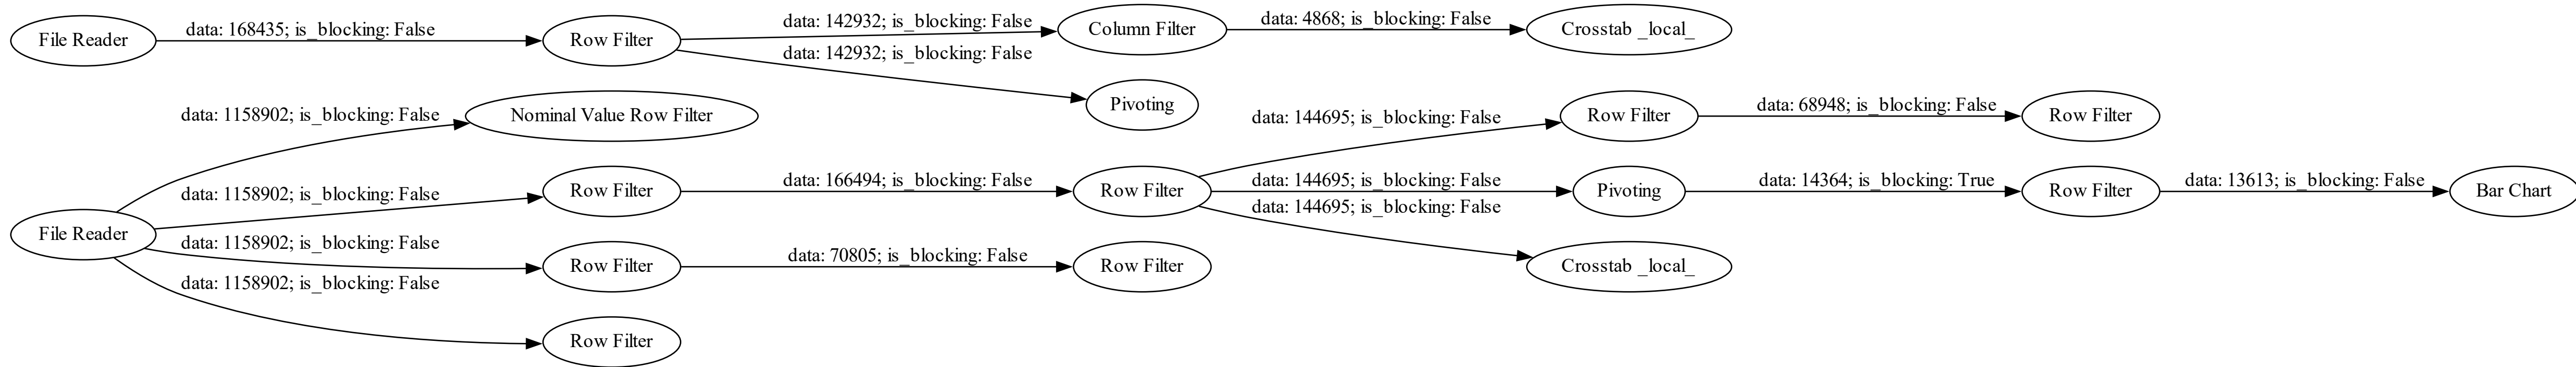 File Reader
data: 168435; is_blocking: False
Row Filter
data: 142932; is_blocking: False
Column Filter
data: 4868; is_blocking: False
Crosstab _local_
data: 142932; is_blocking: False
Pivoting
File Reader
data: 1158902; is_blocking: False
Nominal Value Row Filter
data: 1158902; is_blocking: False
Row Filter
data: 166494; is_blocking: False
Row Filter
data: 144695; is_blocking: False
Row Filter
data: 68948; is_blocking: False
Row Filter
data: 144695; is_blocking: False
Pivoting
data: 14364; is_blocking: True
Row Filter
data: 13613; is_blocking: False
Bar Chart
data: 144695; is_blocking: False
Crosstab _local_
data: 1158902; is_blocking: False
Row Filter
data: 70805; is_blocking: False
Row Filter
data: 1158902; is_blocking: False
Row Filter